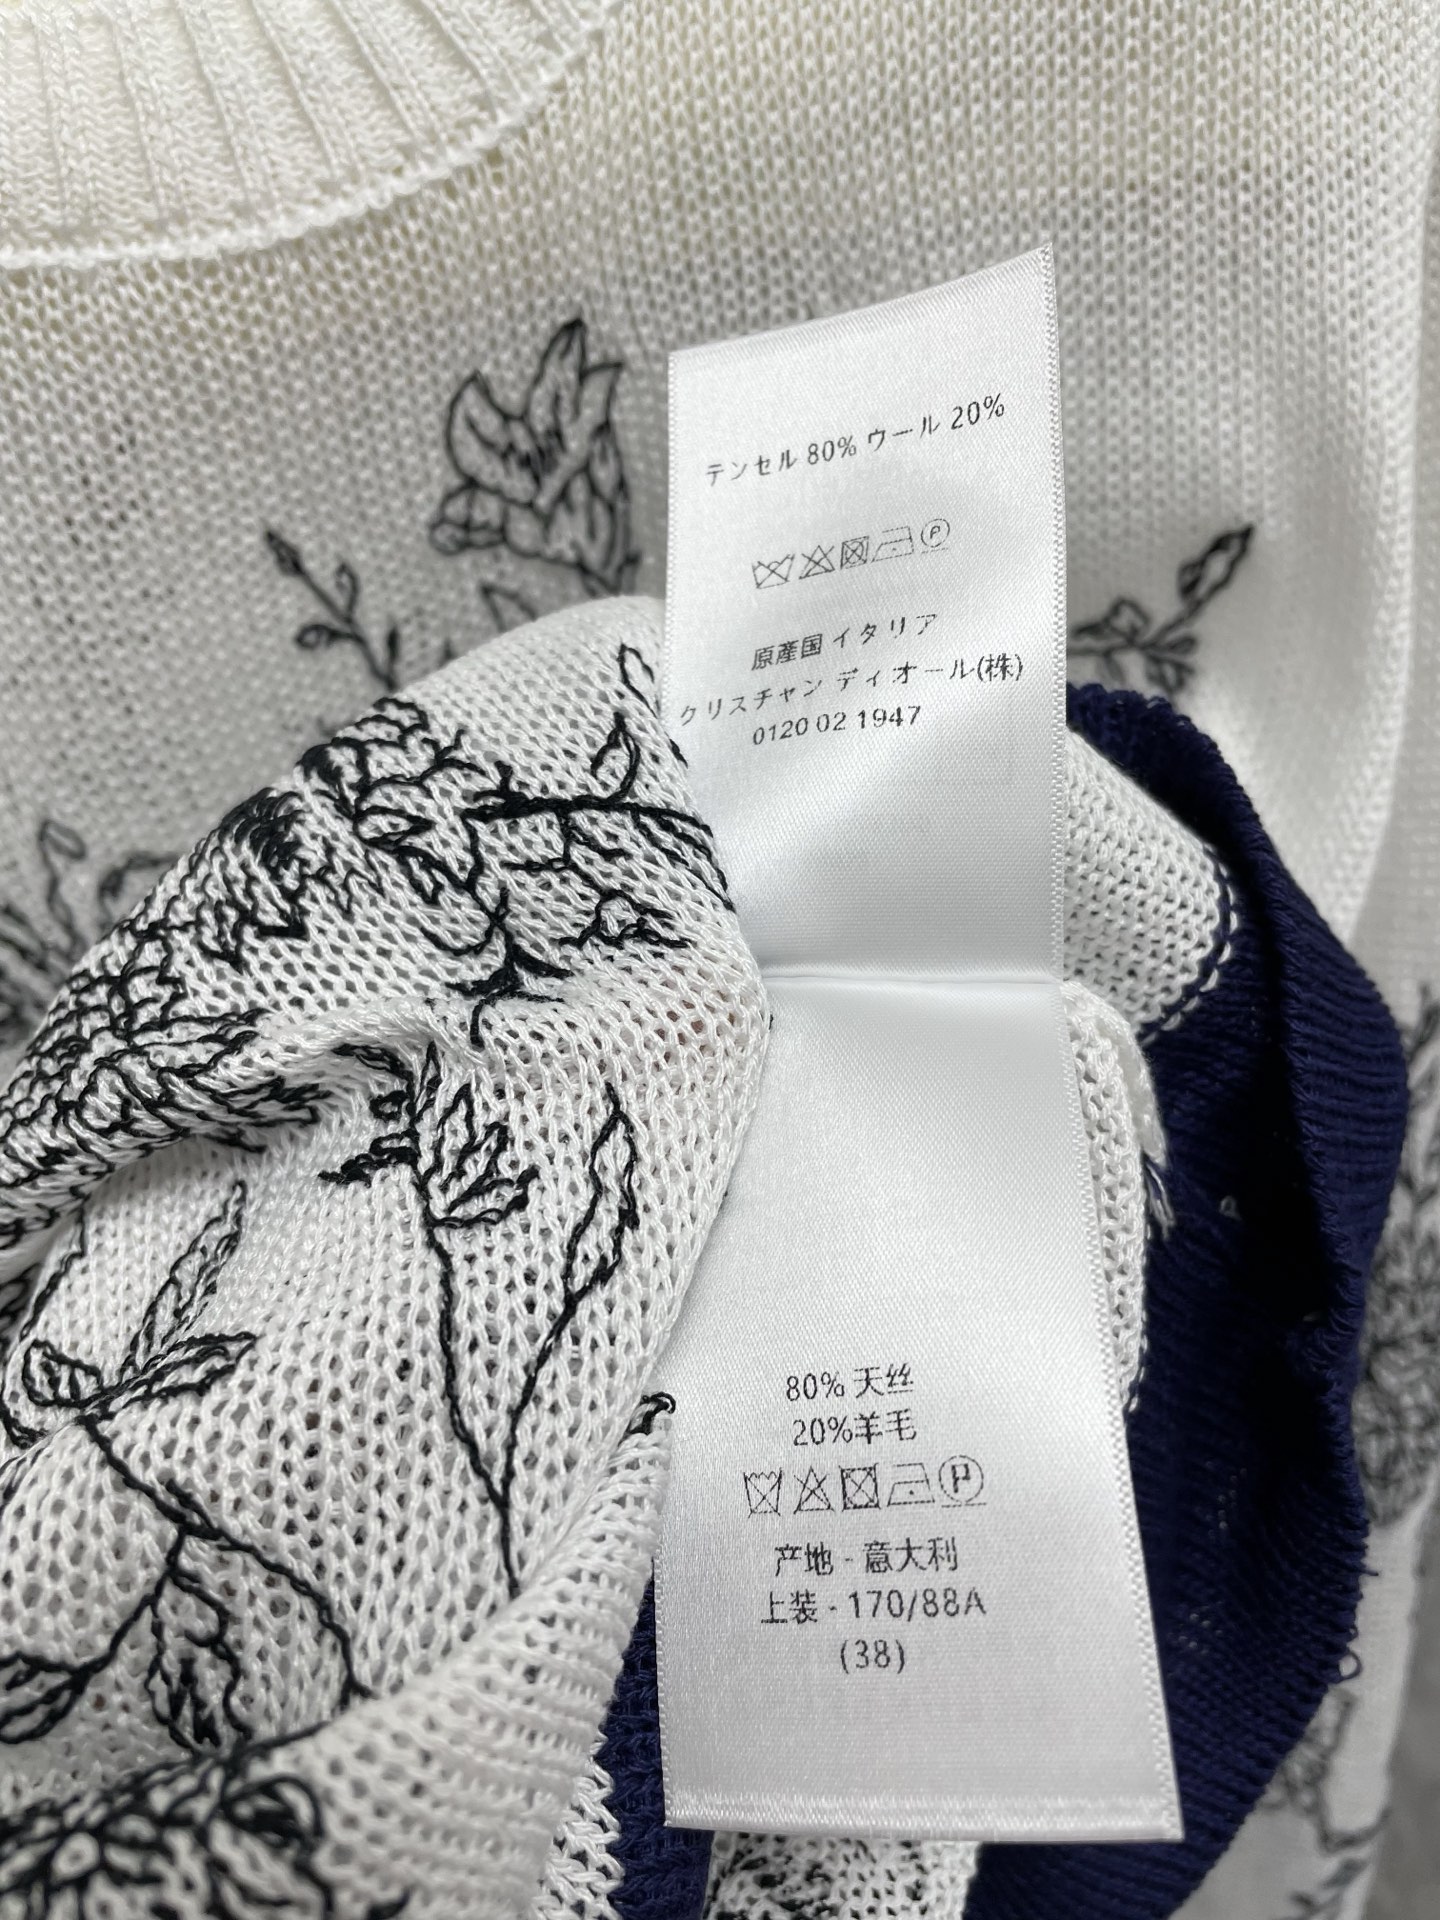 テンセル 80% ウール 20%
P
原産国 イタリア
クリスチャン ディオール(株)
0120 02 1947
80% 天丝
20%羊毛
P
产地 - 意大利
上装 - 170/88A
(38)